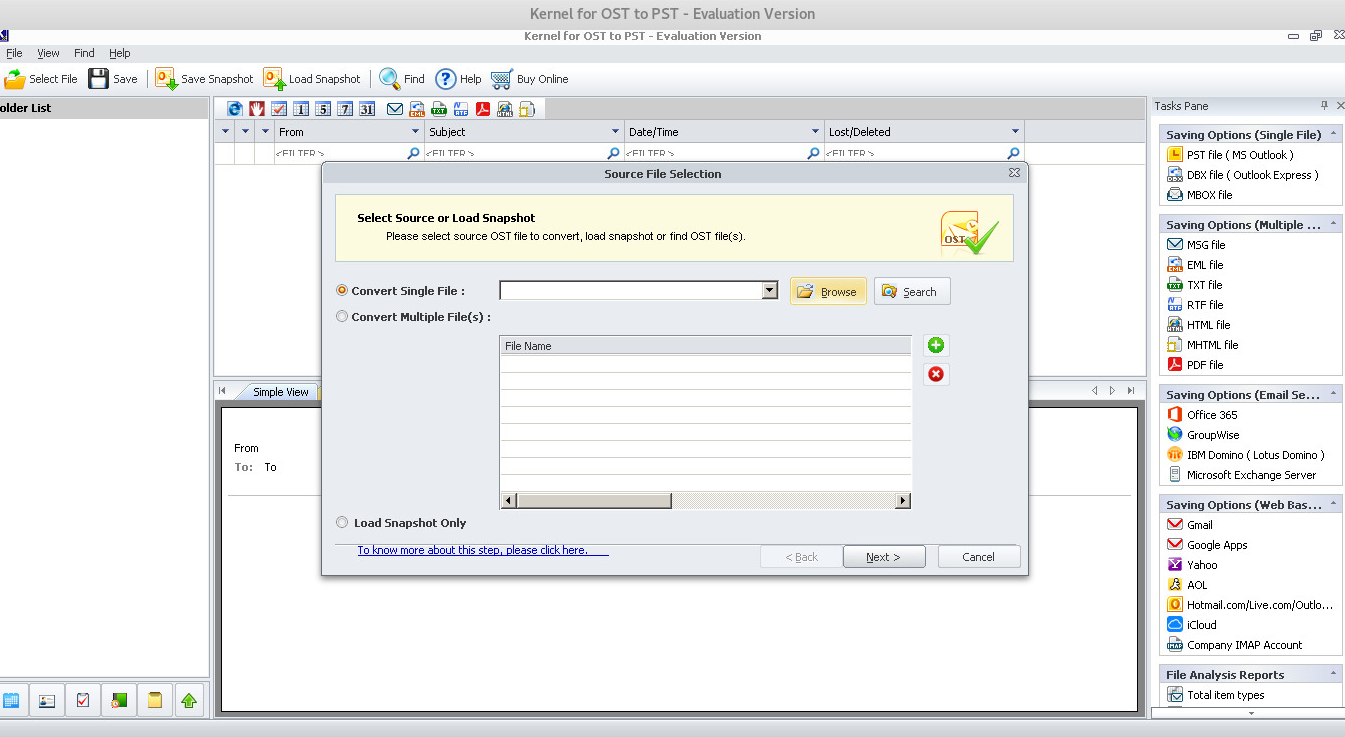 Kernel for OST to PST - Evaluation Version
Kernel for OST to PST - Evaluation Version
File View Find Help
Select File Save Save Snapshot Load Snapshot Find Help Buy Online
older List
1 5 7 31 EML TXT RTF HTML
From Subject Date/Time Lost/Deleted
<FILTER> <FILTER> <FILTER> <FILTER>
Source File Selection
Select Source or Load Snapshot
Please select source OST file to convert, load snapshot or find OST file(s).
OST
Convert Single File :
Browse Search
Convert Multiple File(s) :
File Name
Load Snapshot Only
To know more about this step, please click here.
< Back Next > Cancel
Simple View
From
To: To
Tasks Pane
Saving Options (Single File)
PST file ( MS Outlook )
DBX file ( Outlook Express )
MBOX file
Saving Options (Multiple ...
MSG file
EML file
TXT file
RTF file
HTML file
MHTML file
PDF file
Saving Options (Email Se...
Office 365
GroupWise
IBM Domino ( Lotus Domino )
Microsoft Exchange Server
Saving Options (Web Bas...
Gmail
Google Apps
Yahoo
AOL
Hotmail.com/Live.com/Outlo...
iCloud
Company IMAP Account
File Analysis Reports
Total item types